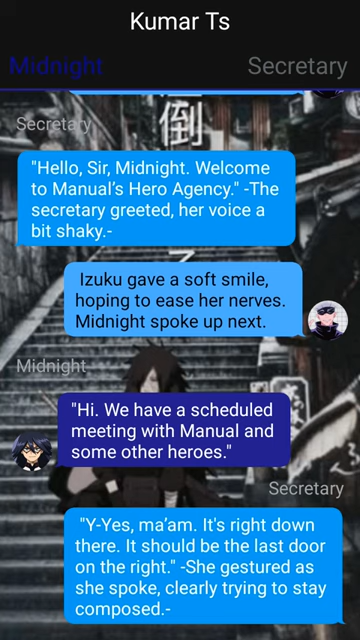 Kumar Ts
Midnight
Secretary
倒
Secretary
"Hello, Sir, Midnight. Welcome
to Manual’s Hero Agency." -The
secretary greeted, her voice a
bit shaky.-
Izuku gave a soft smile,
hoping to ease her nerves.
Midnight spoke up next.
Midnight
"Hi. We have a scheduled
meeting with Manual and
some other heroes."
Secretary
"Y-Yes, ma’am. It's right down
there. It should be the last door
on the right." -She gestured as
she spoke, clearly trying to stay
composed.-